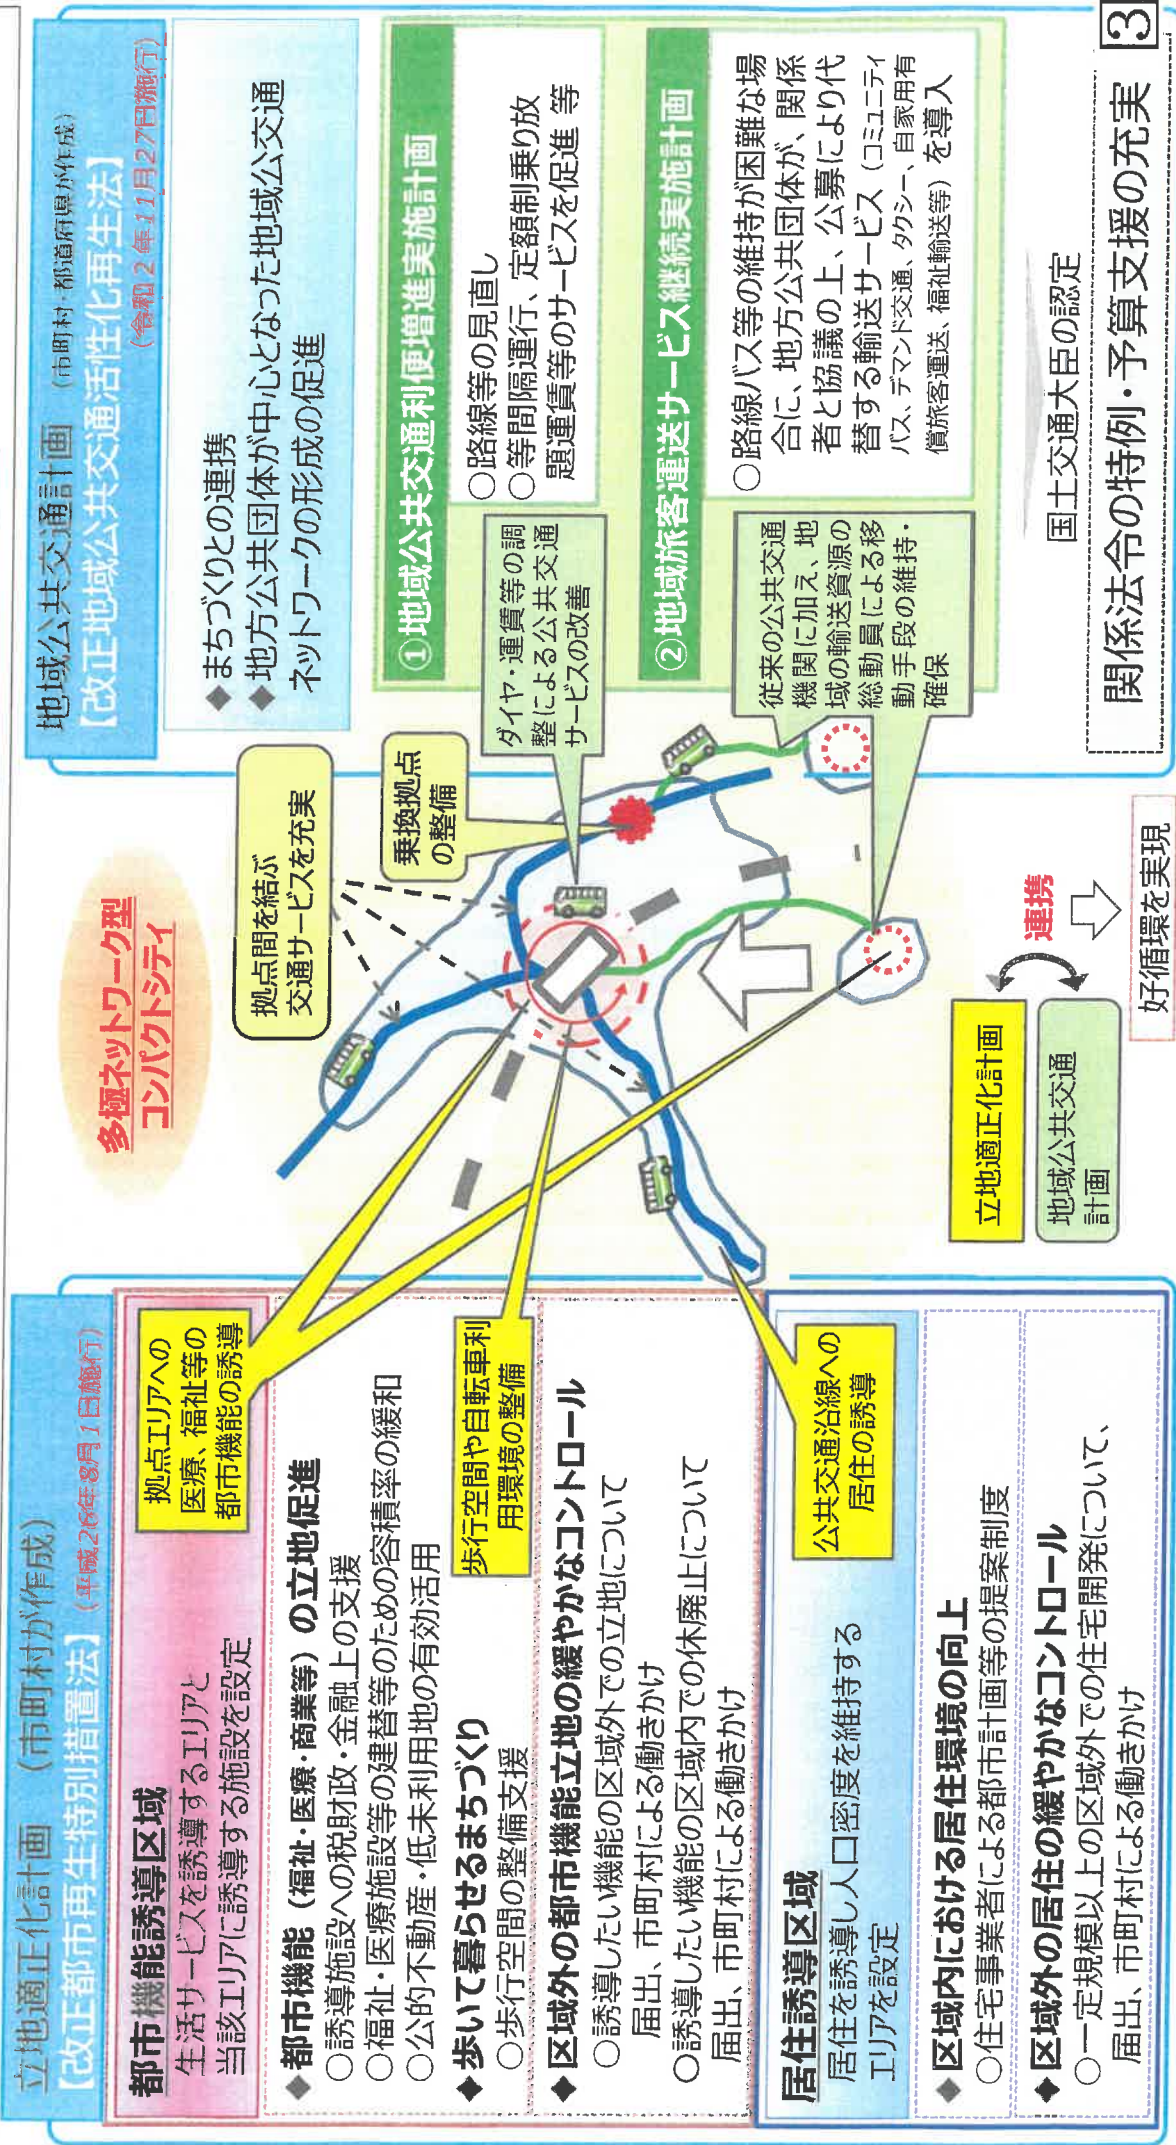 立地適正化計画 （市町村が作成）
【改正都市再生特別措置法】（平成26年8月1日施行）
都市機能誘導区域
生活サービスを誘導するエリアと
当該エリアに誘導する施設を設定
◆都市機能（福祉・医療・商業等）の立地促進
○誘導施設への税財政・金融上の支援
○福祉・医療施設等の建替等のための容積率の緩和
○公的不動産・低未利用地の有効活用
◆歩いて暮らせるまちづくり
○歩行空間の整備支援
◆区域外の都市機能立地の緩やかなコントロール
○誘導したい機能の区域外での立地について
届出、市町村による働きかけ
○誘導したい機能の区域内での休廃止について
届出、市町村による働きかけ
居住誘導区域
居住を誘導し人口密度を維持する
エリアを設定
◆区域内における居住環境の向上
○住宅事業者による都市計画等の提案制度
◆区域外の居住の緩やかなコントロール
○一定規模以上の区域外での住宅開発について、
届出、市町村による働きかけ
拠点エリアへの
医療、福祉等の
都市機能の誘導
歩行空間や自転車利
用環境の整備
公共交通沿線への
居住の誘導
多極ネットワーク型
コンパクトシティ
拠点間を結ぶ
交通サービスを充実
乗換拠点
の整備
立地適正化計画
地域公共交通
計画
連携
好循環を実現
地域公共交通計画 （市町村・都道府県が作成）
【改正地域公共交通活性化再生法】
（令和2年11月27日施行）
◆まちづくりとの連携
◆地方公共団体が中心となった地域公共交通
ネットワークの形成の促進
①地域公共交通利便増進実施計画
○路線等の見直し
○等間隔運行、定額制乗り放
題運賃等のサービスを促進 等
ダイヤ・運賃等の調
整による公共交通
サービスの改善
②地域旅客運送サービス継続実施計画
○路線バス等の維持が困難な場
合に、地方公共団体が、関係
者と協議の上、公募により代
替する輸送サービス（コミュニティ
バス、デマンド交通、タクシー、自家用有
償旅客運送、福祉輸送等）を導入
従来の公共交通
機関に加え、地
域の輸送資源の
総動員による移
動手段の維持・
確保
国土交通大臣の認定
関係法令の特例・予算支援の充実
3